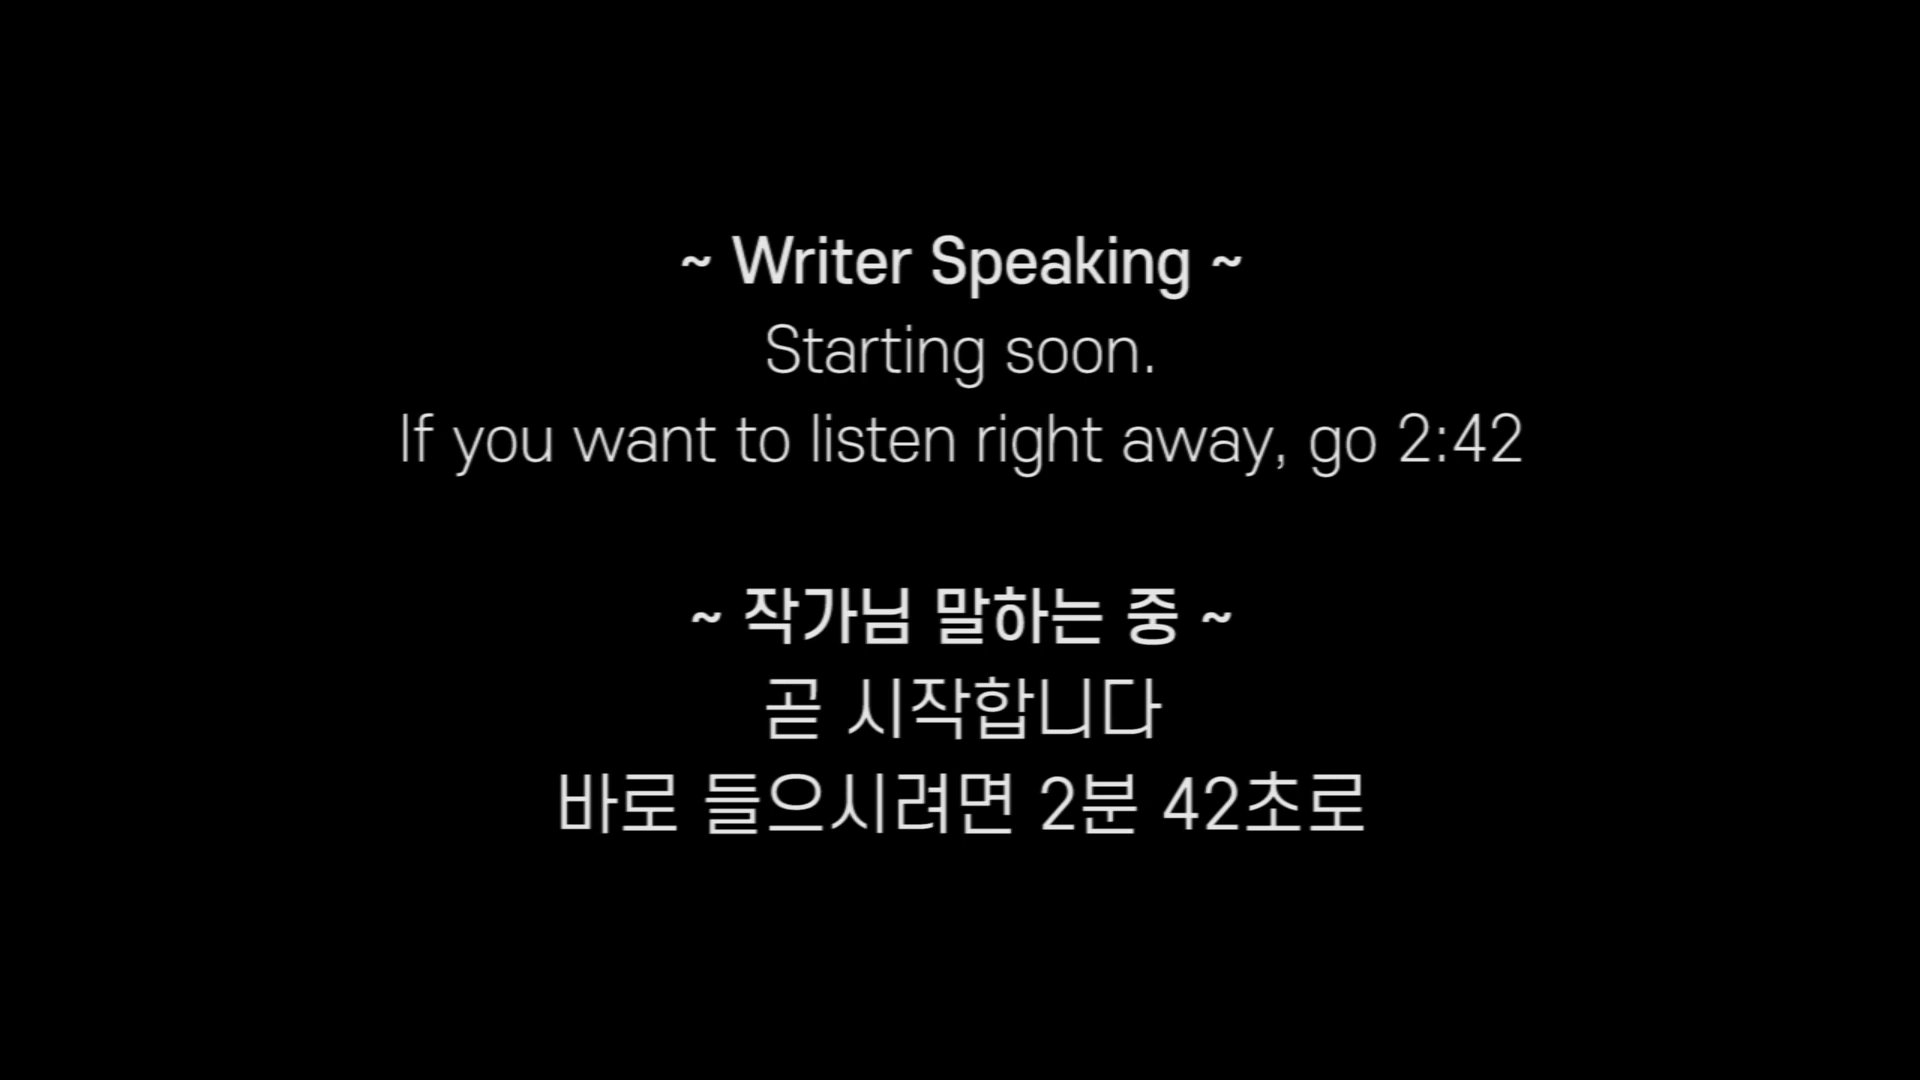 ~ Writer Speaking ~
Starting soon.
If you want to listen right away, go 2:42
~ 작가님 말하는 중 ~
곧 시작합니다
바로 들으시려면 2분 42초로